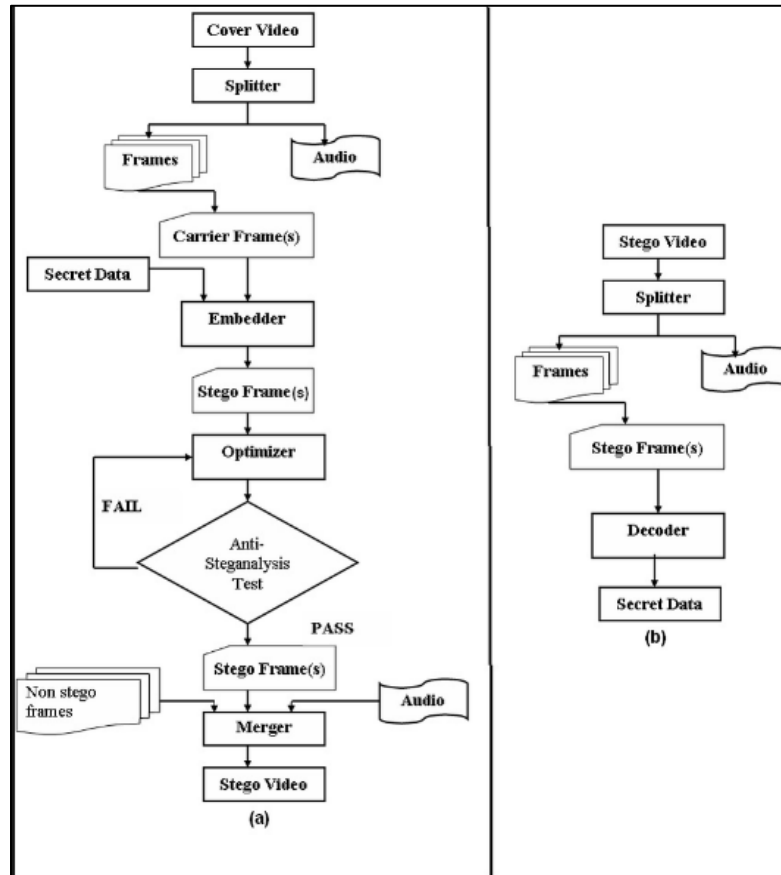 Cover Video
Splitter
Frames
Audio
Carrier Frame(s)
Secret Data
Embedder
Stego Frame(s)
Optimizer
FAIL
Anti-
Steganalysis
Test
PASS
Stego Frame(s)
Non stego
frames
Audio
Merger
Stego Video
(a)
Stego Video
Splitter
Frames
Audio
Stego Frame(s)
Decoder
Secret Data
(b)